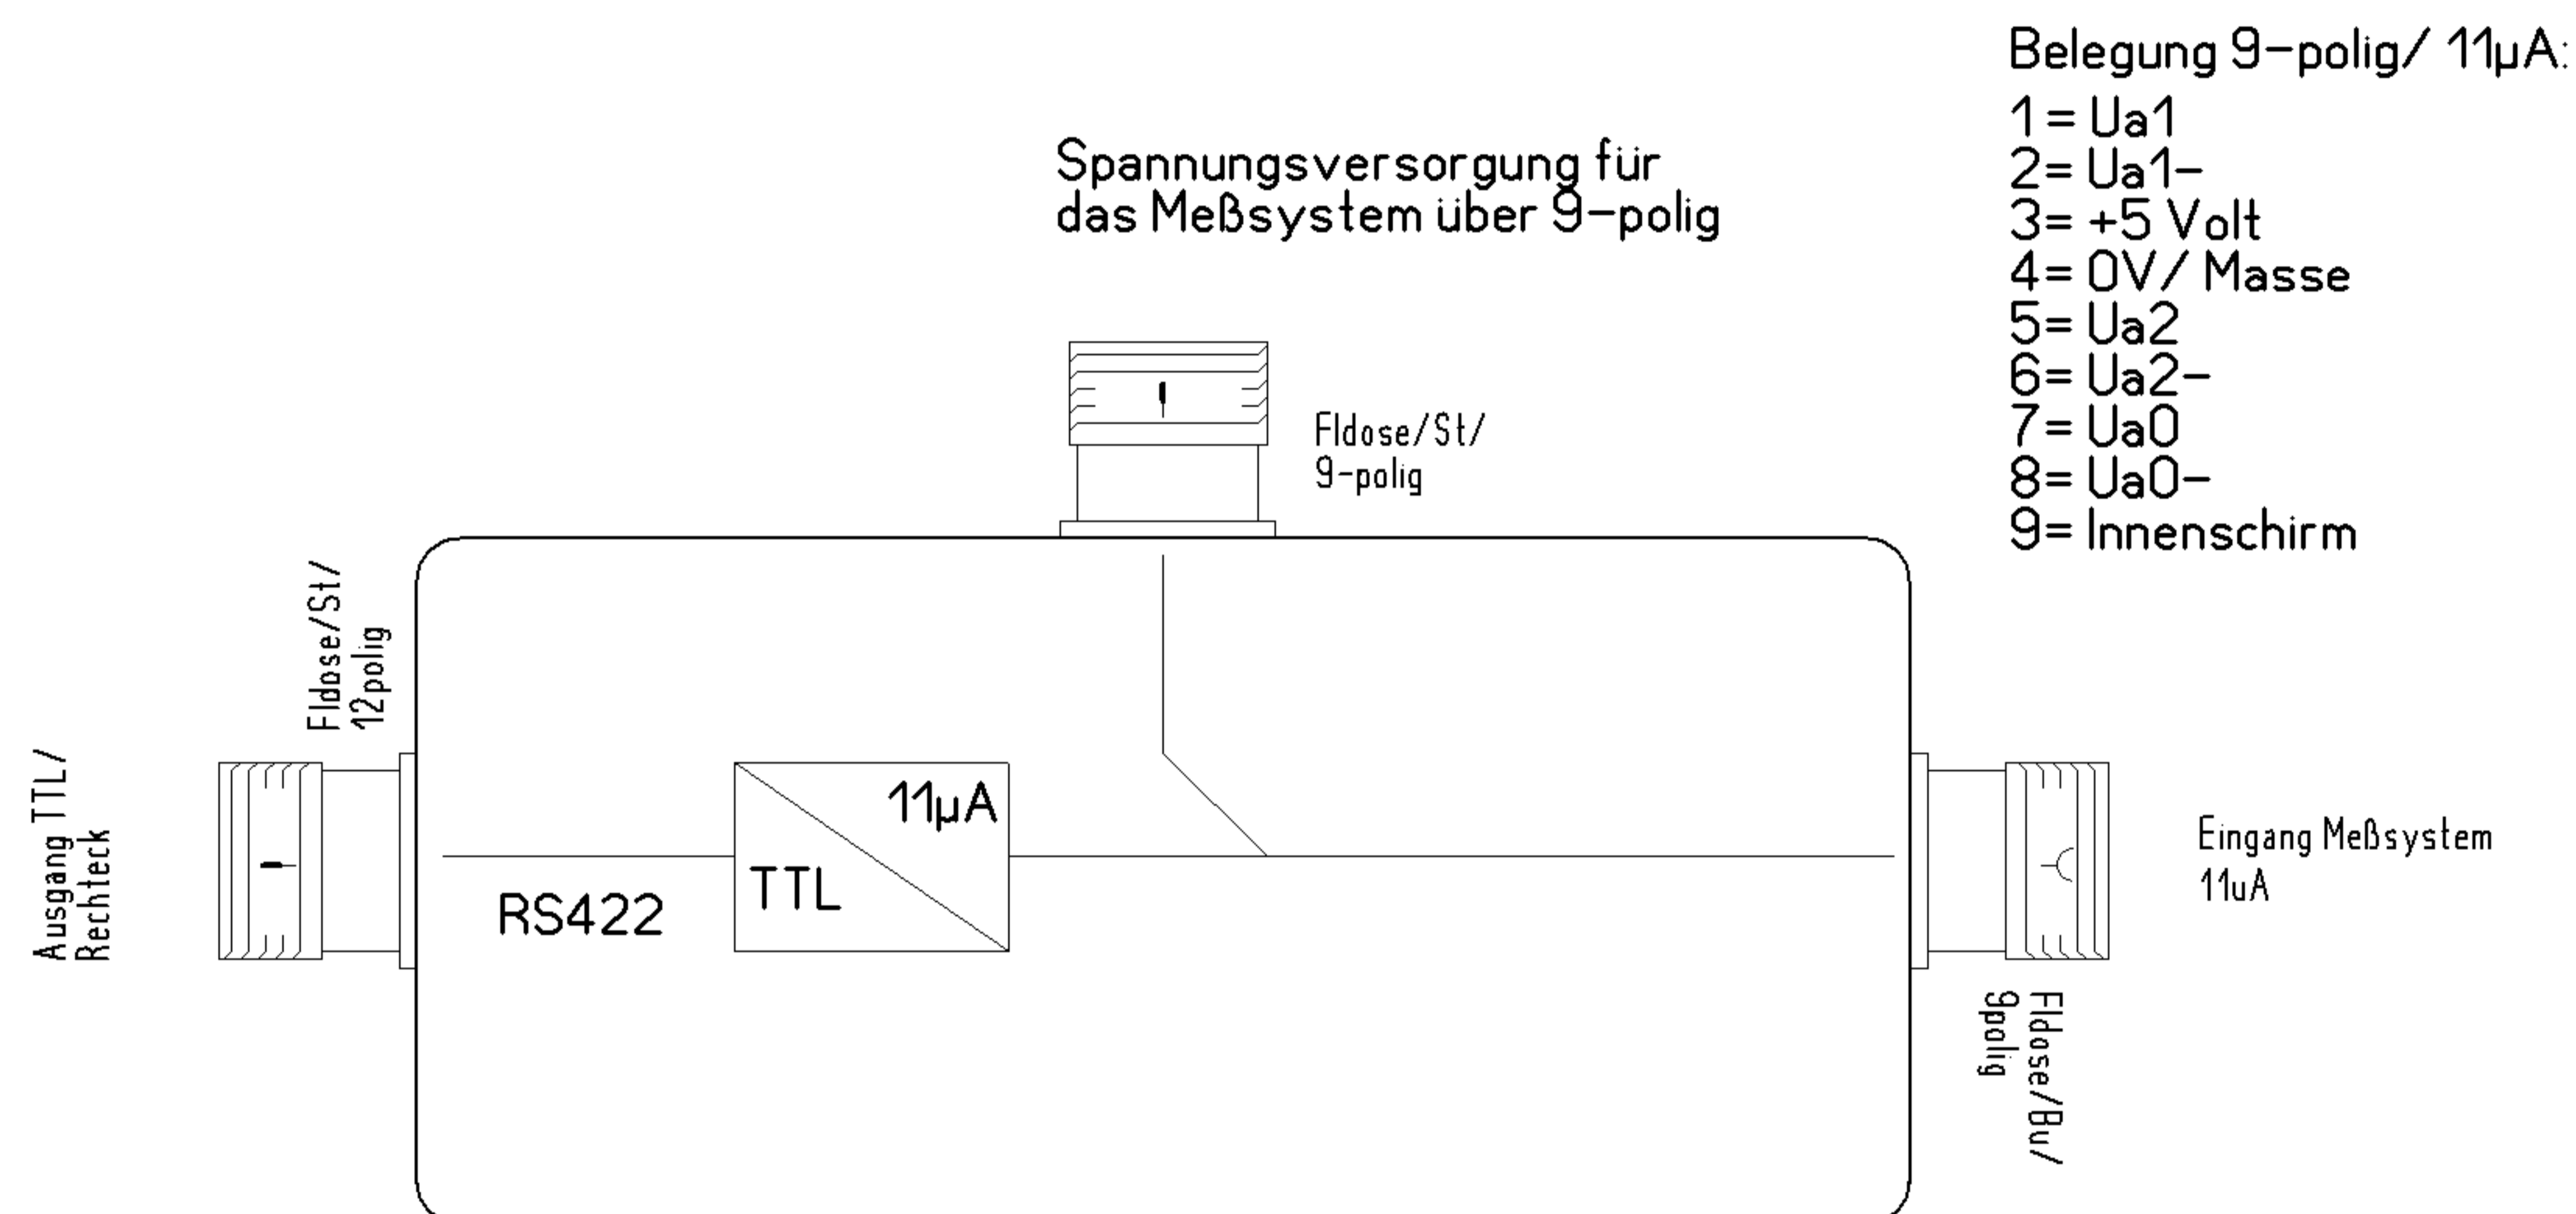 Belegung 9-polig/ 11µA:
1= Ua1
2= Ua1-
3= +5 Volt
4= 0V/ Masse
5= Ua2
6= Ua2-
7= Ua0
8= Ua0-
9= Innenschirm
Spannungsversorgung für
das Meßsystem über 9-polig
Fldose/St/
9-polig
Fldose/St/
12polig
Ausgang TTL/
Rechteck
RS422
TTL
11µA
Eingang Meßsystem
11uA
Fldose/Bu/
9polig